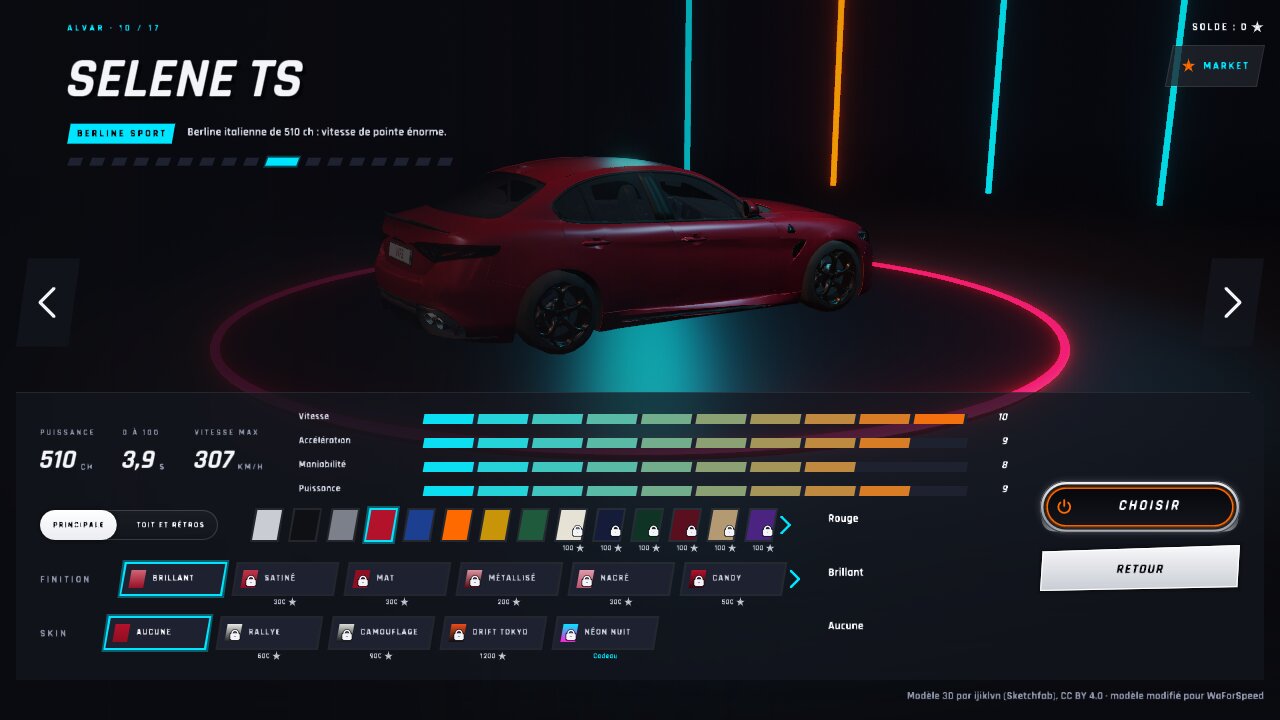 ALVAR · 10 / 17
SOLDE : 0 ★
★ MARKET
SELENE TS
BERLINE SPORT
Berline italienne de 510 ch : vitesse de pointe énorme.
PUISSANCE
510 CH
0 À 100
3,9 S
VITESSE MAX
307 KM/H
Vitesse 10
Accélération 9
Maniabilité 8
Puissance 9
PRINCIPALE
TOIT ET RÉTROS
100 ★ 100 ★ 100 ★ 100 ★ 100 ★ 100 ★
Rouge
FINITION
BRILLANT
SATINÉ
300 ★
MAT
300 ★
MÉTALLISÉ
200 ★
NACRÉ
300 ★
CANDY
500 ★
Brillant
SKIN
AUCUNE
RALLYE
600 ★
CAMOUFLAGE
900 ★
DRIFT TOKYO
1200 ★
NÉON NUIT
Cadeau
Aucune
CHOISIR
RETOUR
Modèle 3D par ijiklvn (Sketchfab), CC BY 4.0 · modèle modifié pour WaForSpeed